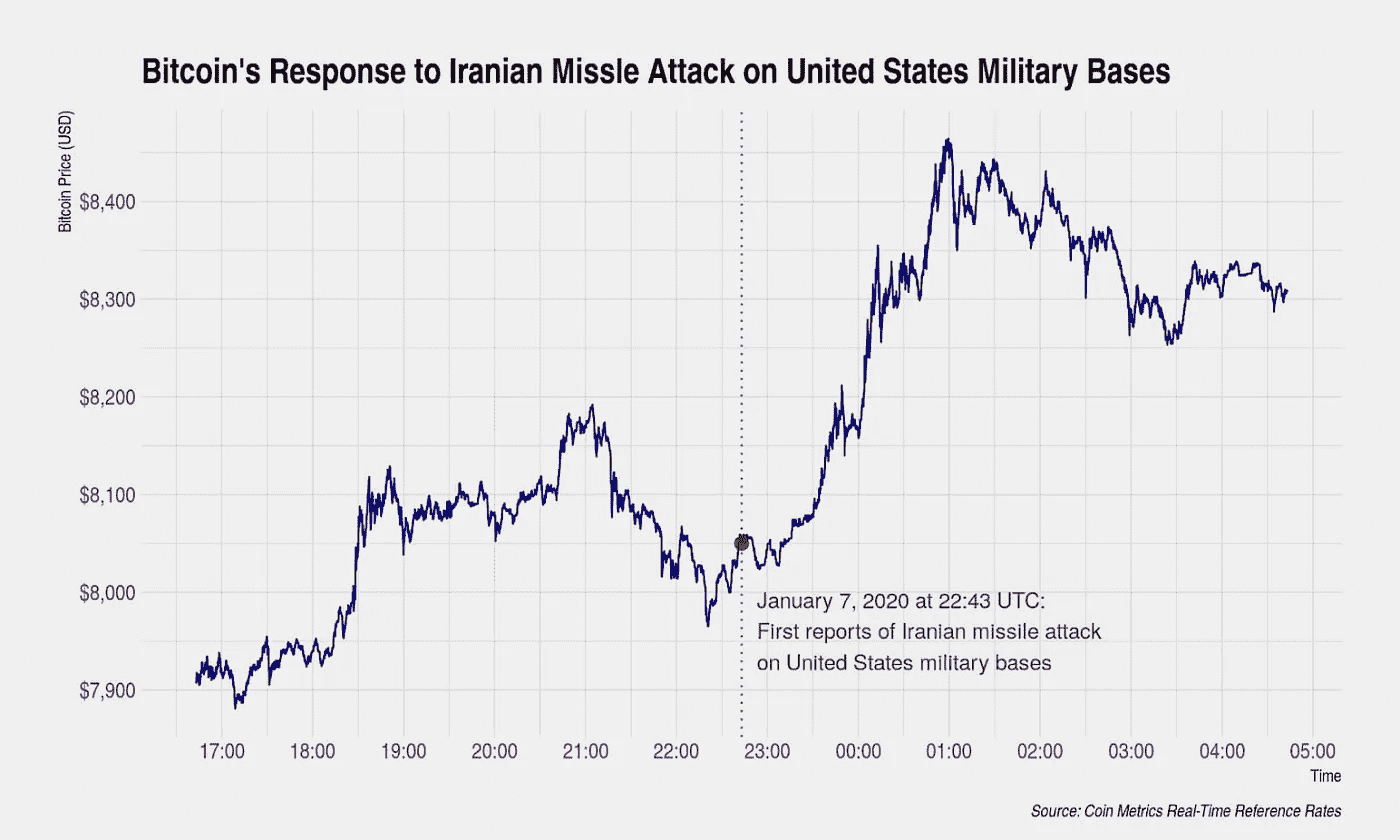 Bitcoin's Response to Iranian Missle Attack on United States Military Bases
Bitcoin Price (USD)
$8,400
$8,300
$8,200
$8,100
$8,000
$7,900
January 7, 2020 at 22:43 UTC:
First reports of Iranian missile attack
on United States military bases
17:00 18:00 19:00 20:00 21:00 22:00 23:00 00:00 01:00 02:00 03:00 04:00 05:00
Time
Source: Coin Metrics Real-Time Reference Rates